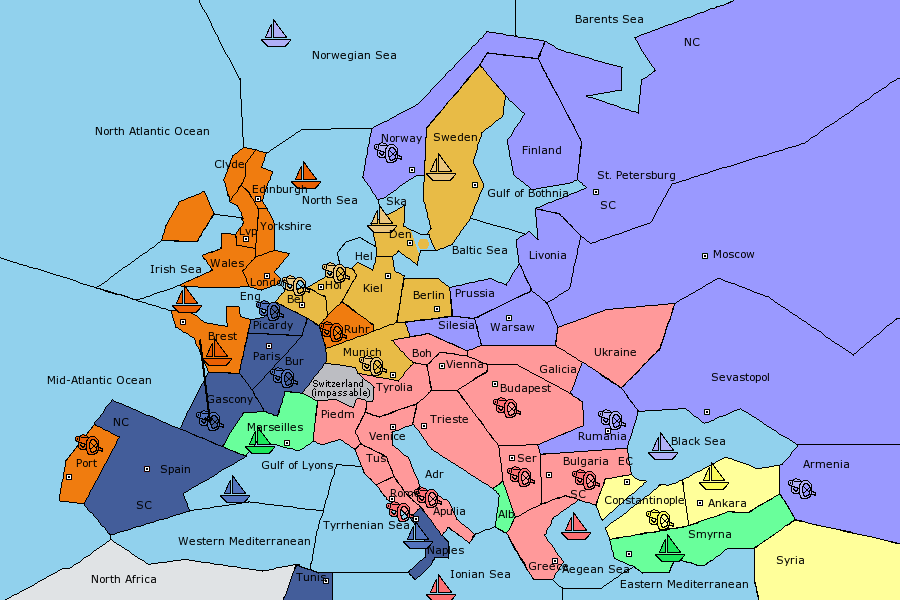 Barents Sea
NC
Norwegian Sea
North Atlantic Ocean
Norway
Sweden
Finland
Clyde
Edinburgh
North Sea
St. Petersburg
SC
Gulf of Bothnia
Ska
Yorkshire
Lvp
Den
Baltic Sea
Livonia
Moscow
Hel
Wales
Irish Sea
London
Hol
Kiel
Berlin
Prussia
Eng
Bel
Picardy
Ruhr
Silesia
Warsaw
Brest
Paris
Bur
Munich
Boh
Vienna
Galicia
Ukraine
Mid-Atlantic Ocean
Switzerland
(impassable)
Tyrolia
Budapest
Sevastopol
Gascony
Piedm
Trieste
NC
Marseilles
Venice
Rumania
Black Sea
Port
Spain
Gulf of Lyons
Tus
Adr
Ser
Bulgaria
EC
Armenia
SC
SC
Rome
Apulia
Alb
Constantinople
Ankara
Tyrrhenian Sea
Smyrna
Western Mediterranean
Naples
Syria
North Africa
Tunis
Ionian Sea
Greece
Aegean Sea
Eastern Mediterranean